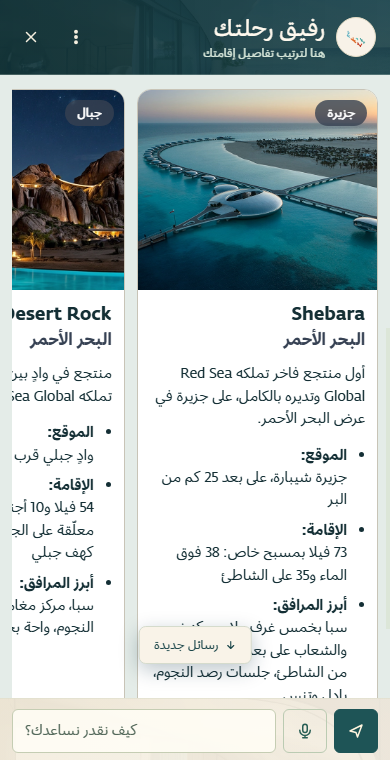 رفيق رحلتك
هنا لترتيب تفاصيل إقامتك
جزيرة
Shebara
البحر الأحمر
أول منتجع فاخر تملكه Red Sea
Global وتديره بالكامل، على جزيرة في
عرض البحر الأحمر.
الموقع:
جزيرة شيبارة، على بعد 25 كم من
البر
الإقامة:
73 فيلا بمسبح خاص: 38 فوق
الماء و35 على الشاطئ
أبرز المرافق:
سبا بخمس غرف
والشعاب على
من الشاطئ، جلسات رصد النجوم،
جبال
Desert Rock
البحر الأحمر
منتجع في وادٍ
تملكه
الموقع:
وادٍ جبلي قرب
الإقامة:
54 فيلا و10
معلّقة على
كهف جبلي
أبرز المرافق:
سبا، مركز
النجوم، واحة
رسائل جديدة
كيف نقدر نساعدك؟